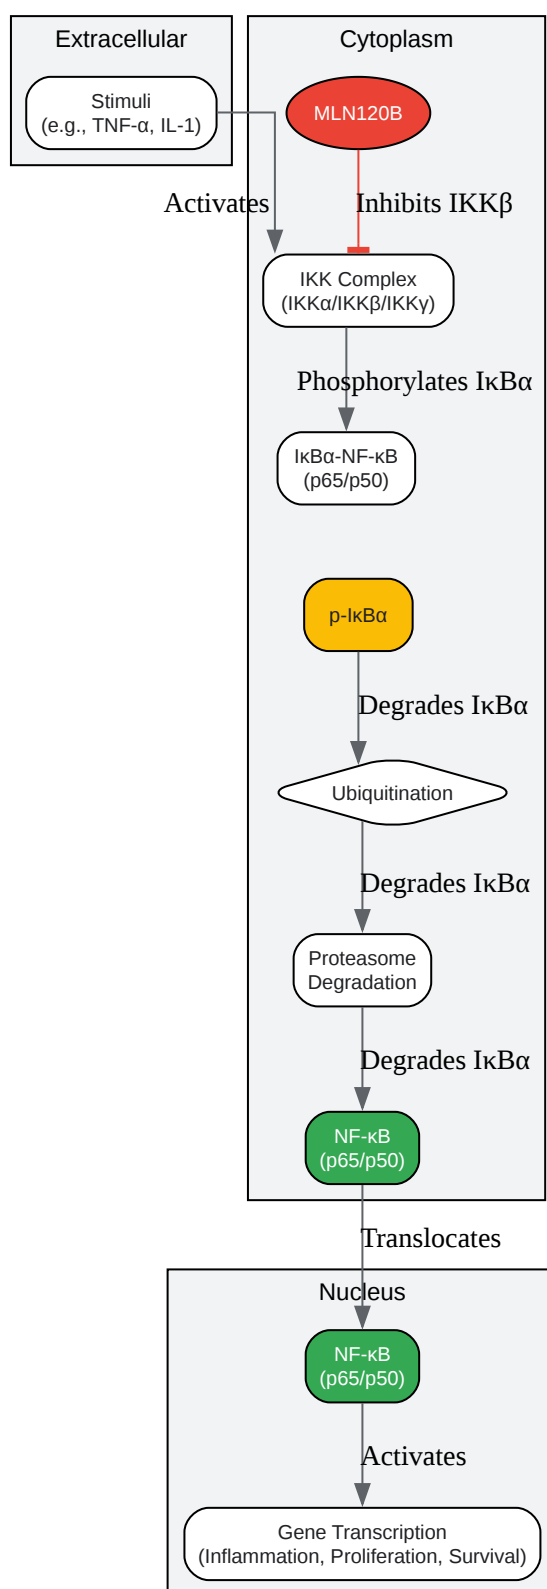 Extracellular
Cytoplasm
Stimuli
(e.g., TNF-α, IL-1)
MLN120B
Activates
Inhibits IKKβ
IKK Complex
(IKKα/IKKβ/IKKγ)
Phosphorylates IκBα
IκBα-NF-κB
(p65/p50)
p-IκBα
Degrades IκBα
Ubiquitination
Degrades IκBα
Proteasome
Degradation
Degrades IκBα
NF-κB
(p65/p50)
Translocates
Nucleus
NF-κB
(p65/p50)
Activates
Gene Transcription
(Inflammation, Proliferation, Survival)